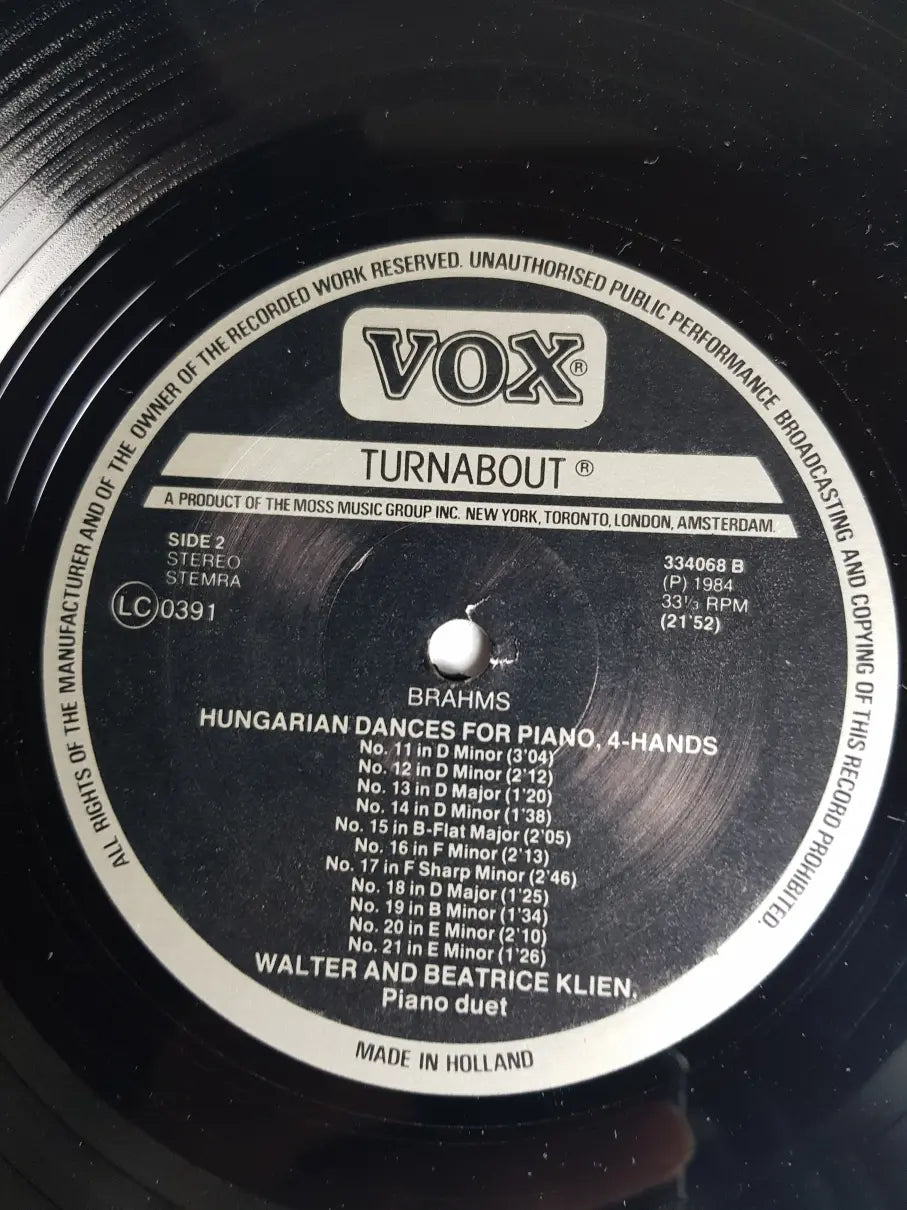 ALL RIGHTS OF THE MANUFACTURER AND OF THE OWNER OF THE RECORDED WORK RESERVED. UNAUTHORISED PUBLIC PERFORMANCE BROADCASTING AND COPYING OF THIS RECORD PROHIBITED.
VOX®
TURNABOUT®
A PRODUCT OF THE MOSS MUSIC GROUP INC. NEW YORK, TORONTO, LONDON, AMSTERDAM.
SIDE 2
STEREO
STEMRA
LC 0391
334068 B
(P) 1984
33⅓ RPM
(21'52)
BRAHMS
HUNGARIAN DANCES FOR PIANO, 4-HANDS
No. 11 in D Minor (3'04)
No. 12 in D Minor (2'12)
No. 13 in D Major (1'20)
No. 14 in D Minor (1'38)
No. 15 in B-Flat Major (2'05)
No. 16 in F Minor (2'13)
No. 17 in F Sharp Minor (2'46)
No. 18 in D Major (1'25)
No. 19 in B Minor (1'34)
No. 20 in E Minor (2'10)
No. 21 in E Minor (1'26)
WALTER AND BEATRICE KLIEN,
Piano duet
MADE IN HOLLAND